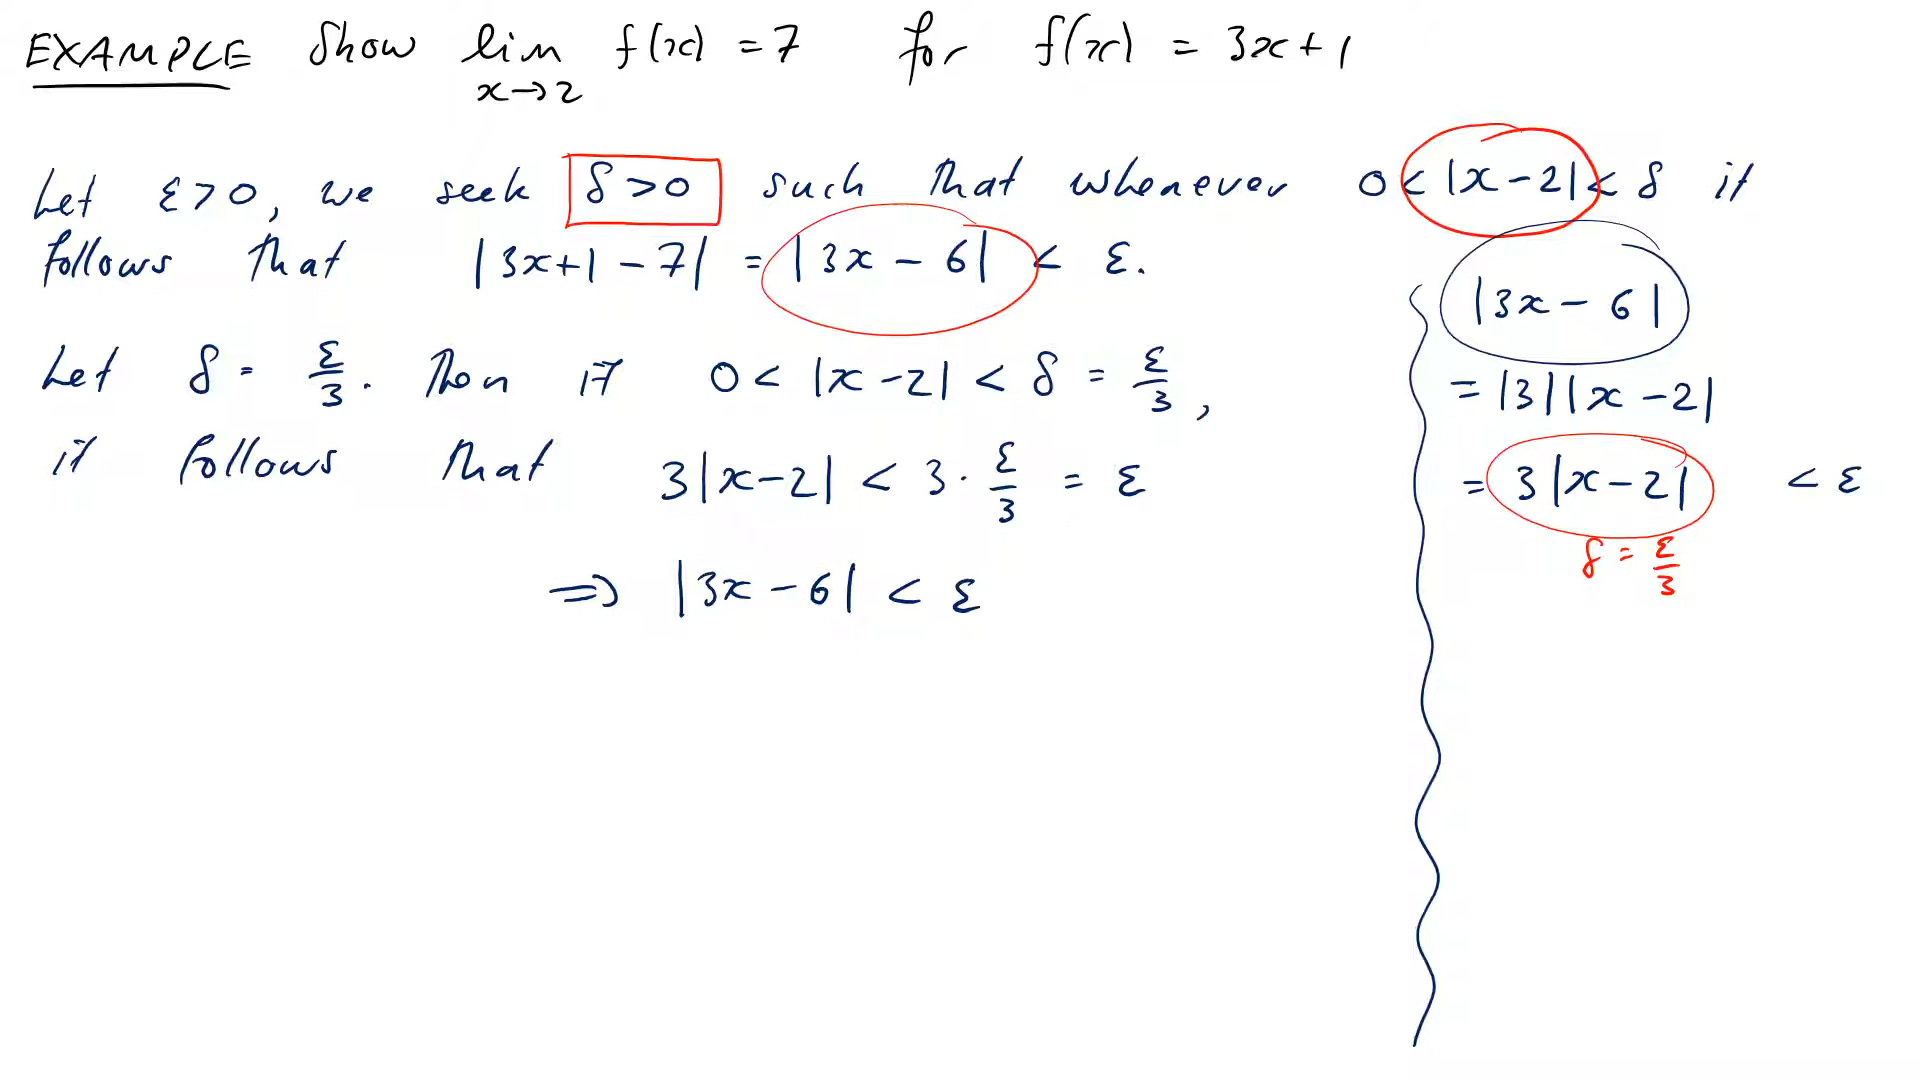 EXAMPLE Show lim f(x) = 7 for f(x) = 3x+1
x→2
Let ε>0, we seek δ>0 such that whenever 0<|x-2|<δ it
follows that |3x+1-7| = |3x-6| < ε.
Let δ = ε/3. Then if 0<|x-2|<δ = ε/3,
it follows that 3|x-2| < 3·ε/3 = ε
⇒ |3x-6| < ε
|3x-6|
= |3||x-2|
= 3|x-2| < ε
δ = ε/3